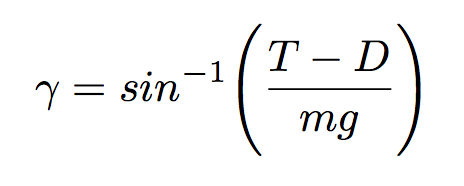 γ = sin⁻¹((T − D)/mg)